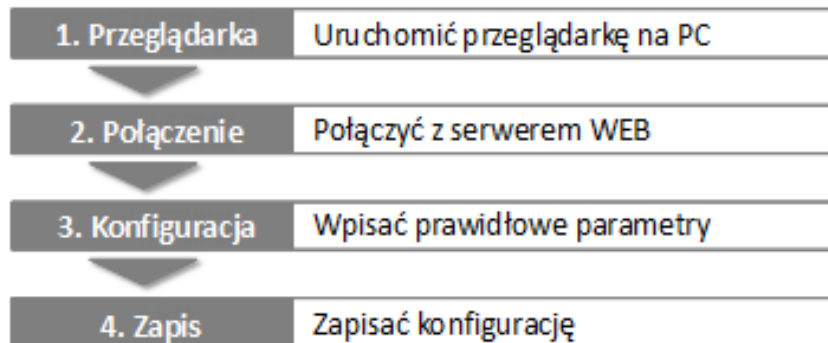 1. Przeglądarka Uruchomić przeglądarkę na PC
2. Połączenie Połączyć z serwerem WEB
3. Konfiguracja Wpisać prawidłowe parametry
4. Zapis Zapisać konfigurację